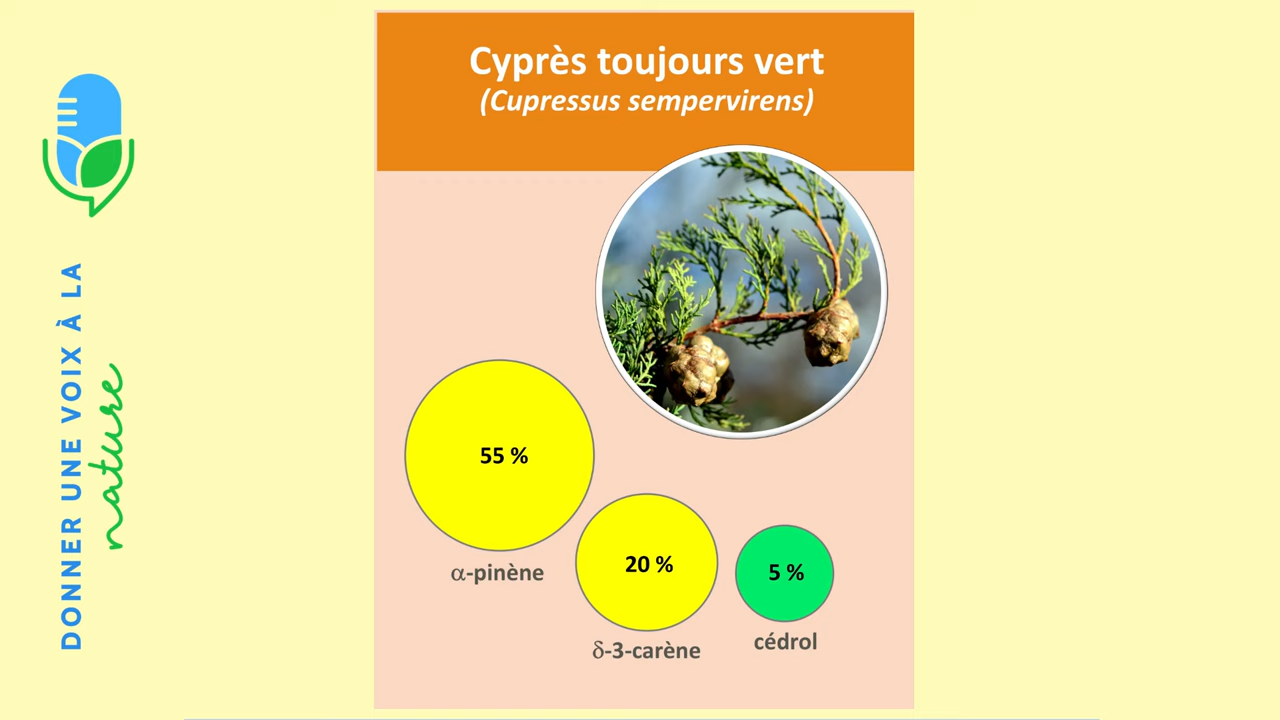 DONNER UNE VOIX À LA
nature
Cyprès toujours vert
(Cupressus sempervirens)
55 %
α-pinène
20 %
δ-3-carène
5 %
cédrol